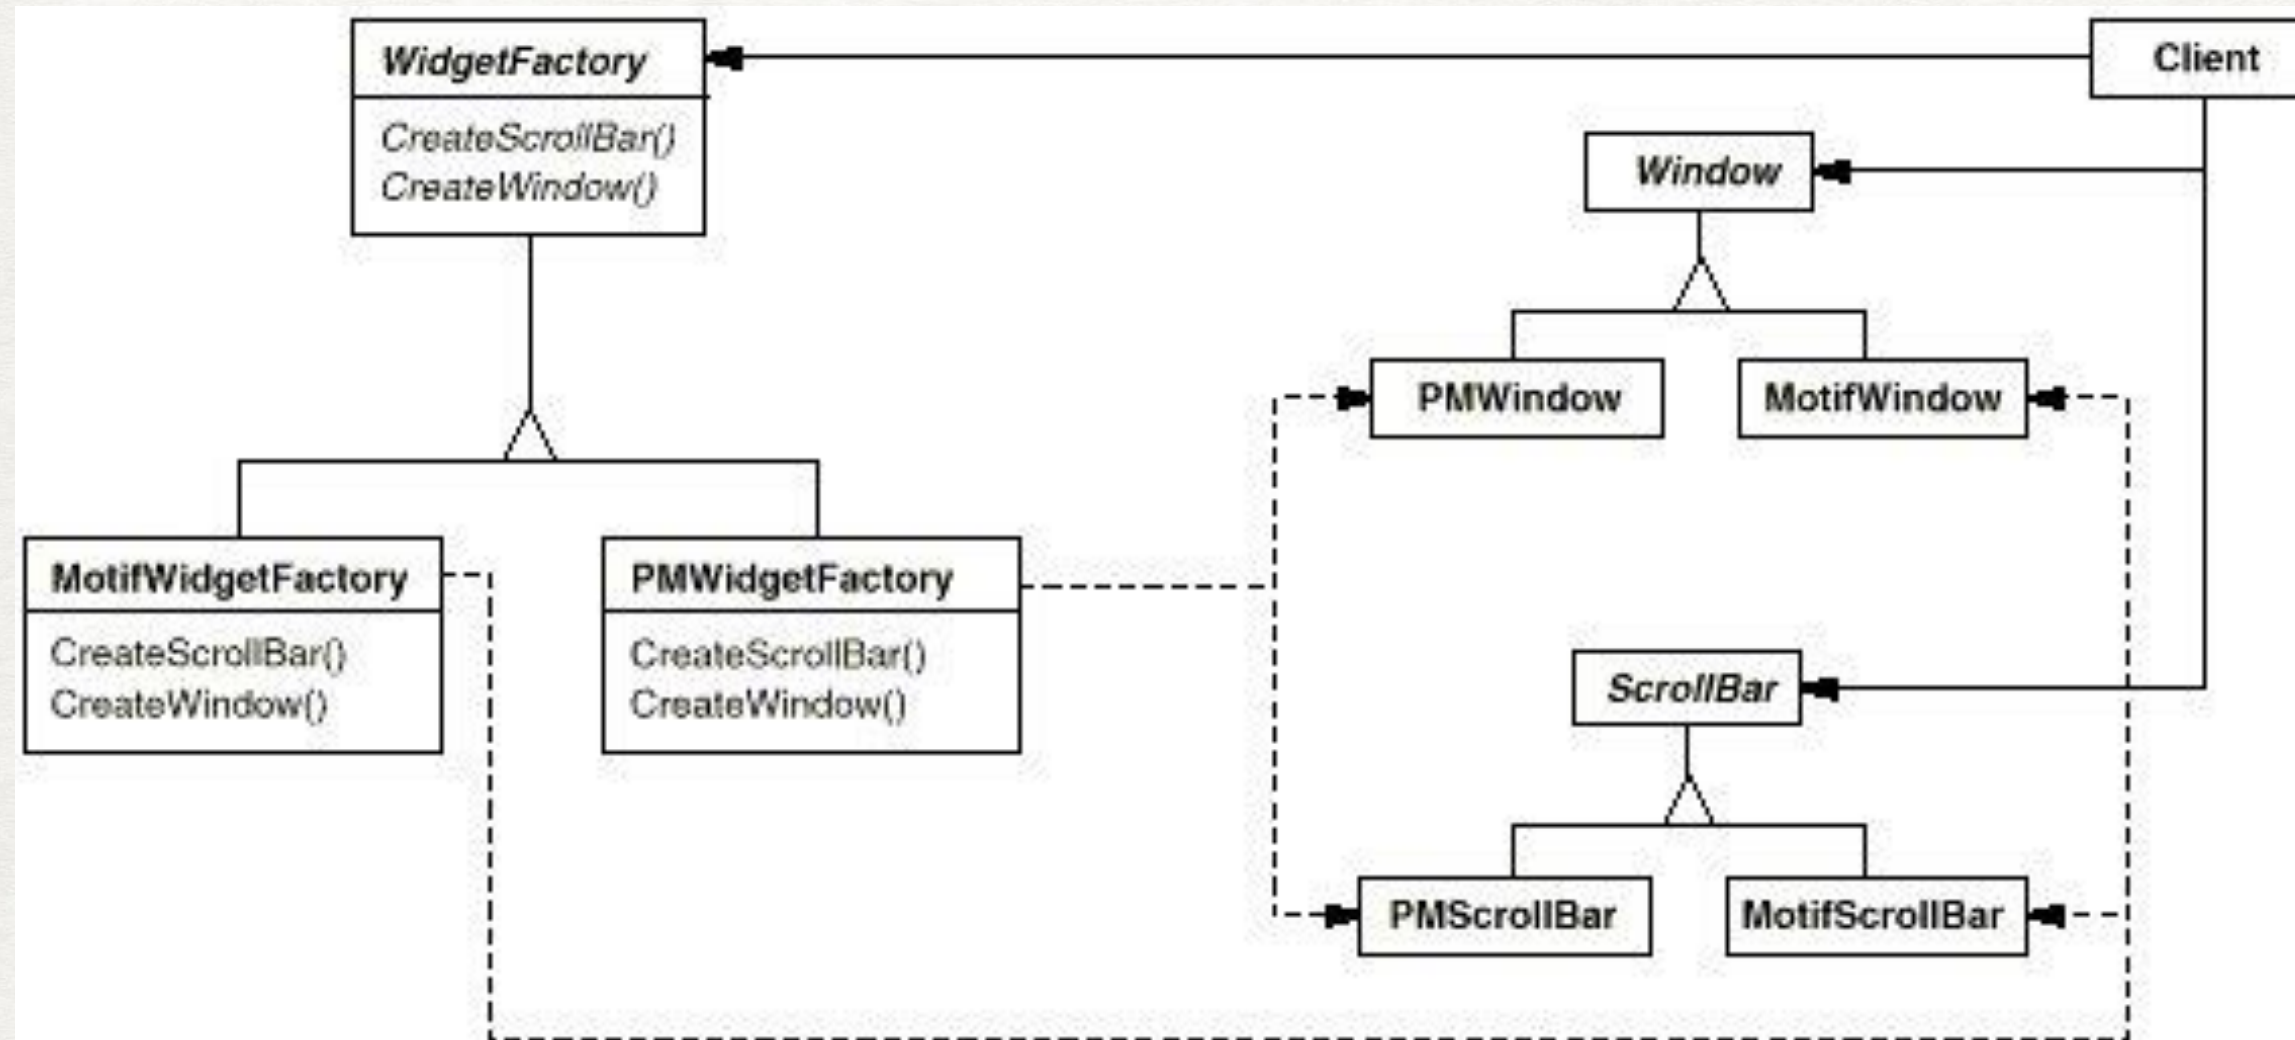 WidgetFactory
CreateScrollBar()
CreateWindow()
Client
Window
PMWindow
MotifWindow
MotifWidgetFactory
CreateScrollBar()
CreateWindow()
PMWidgetFactory
CreateScrollBar()
CreateWindow()
ScrollBar
PMScrollBar
MotifScrollBar